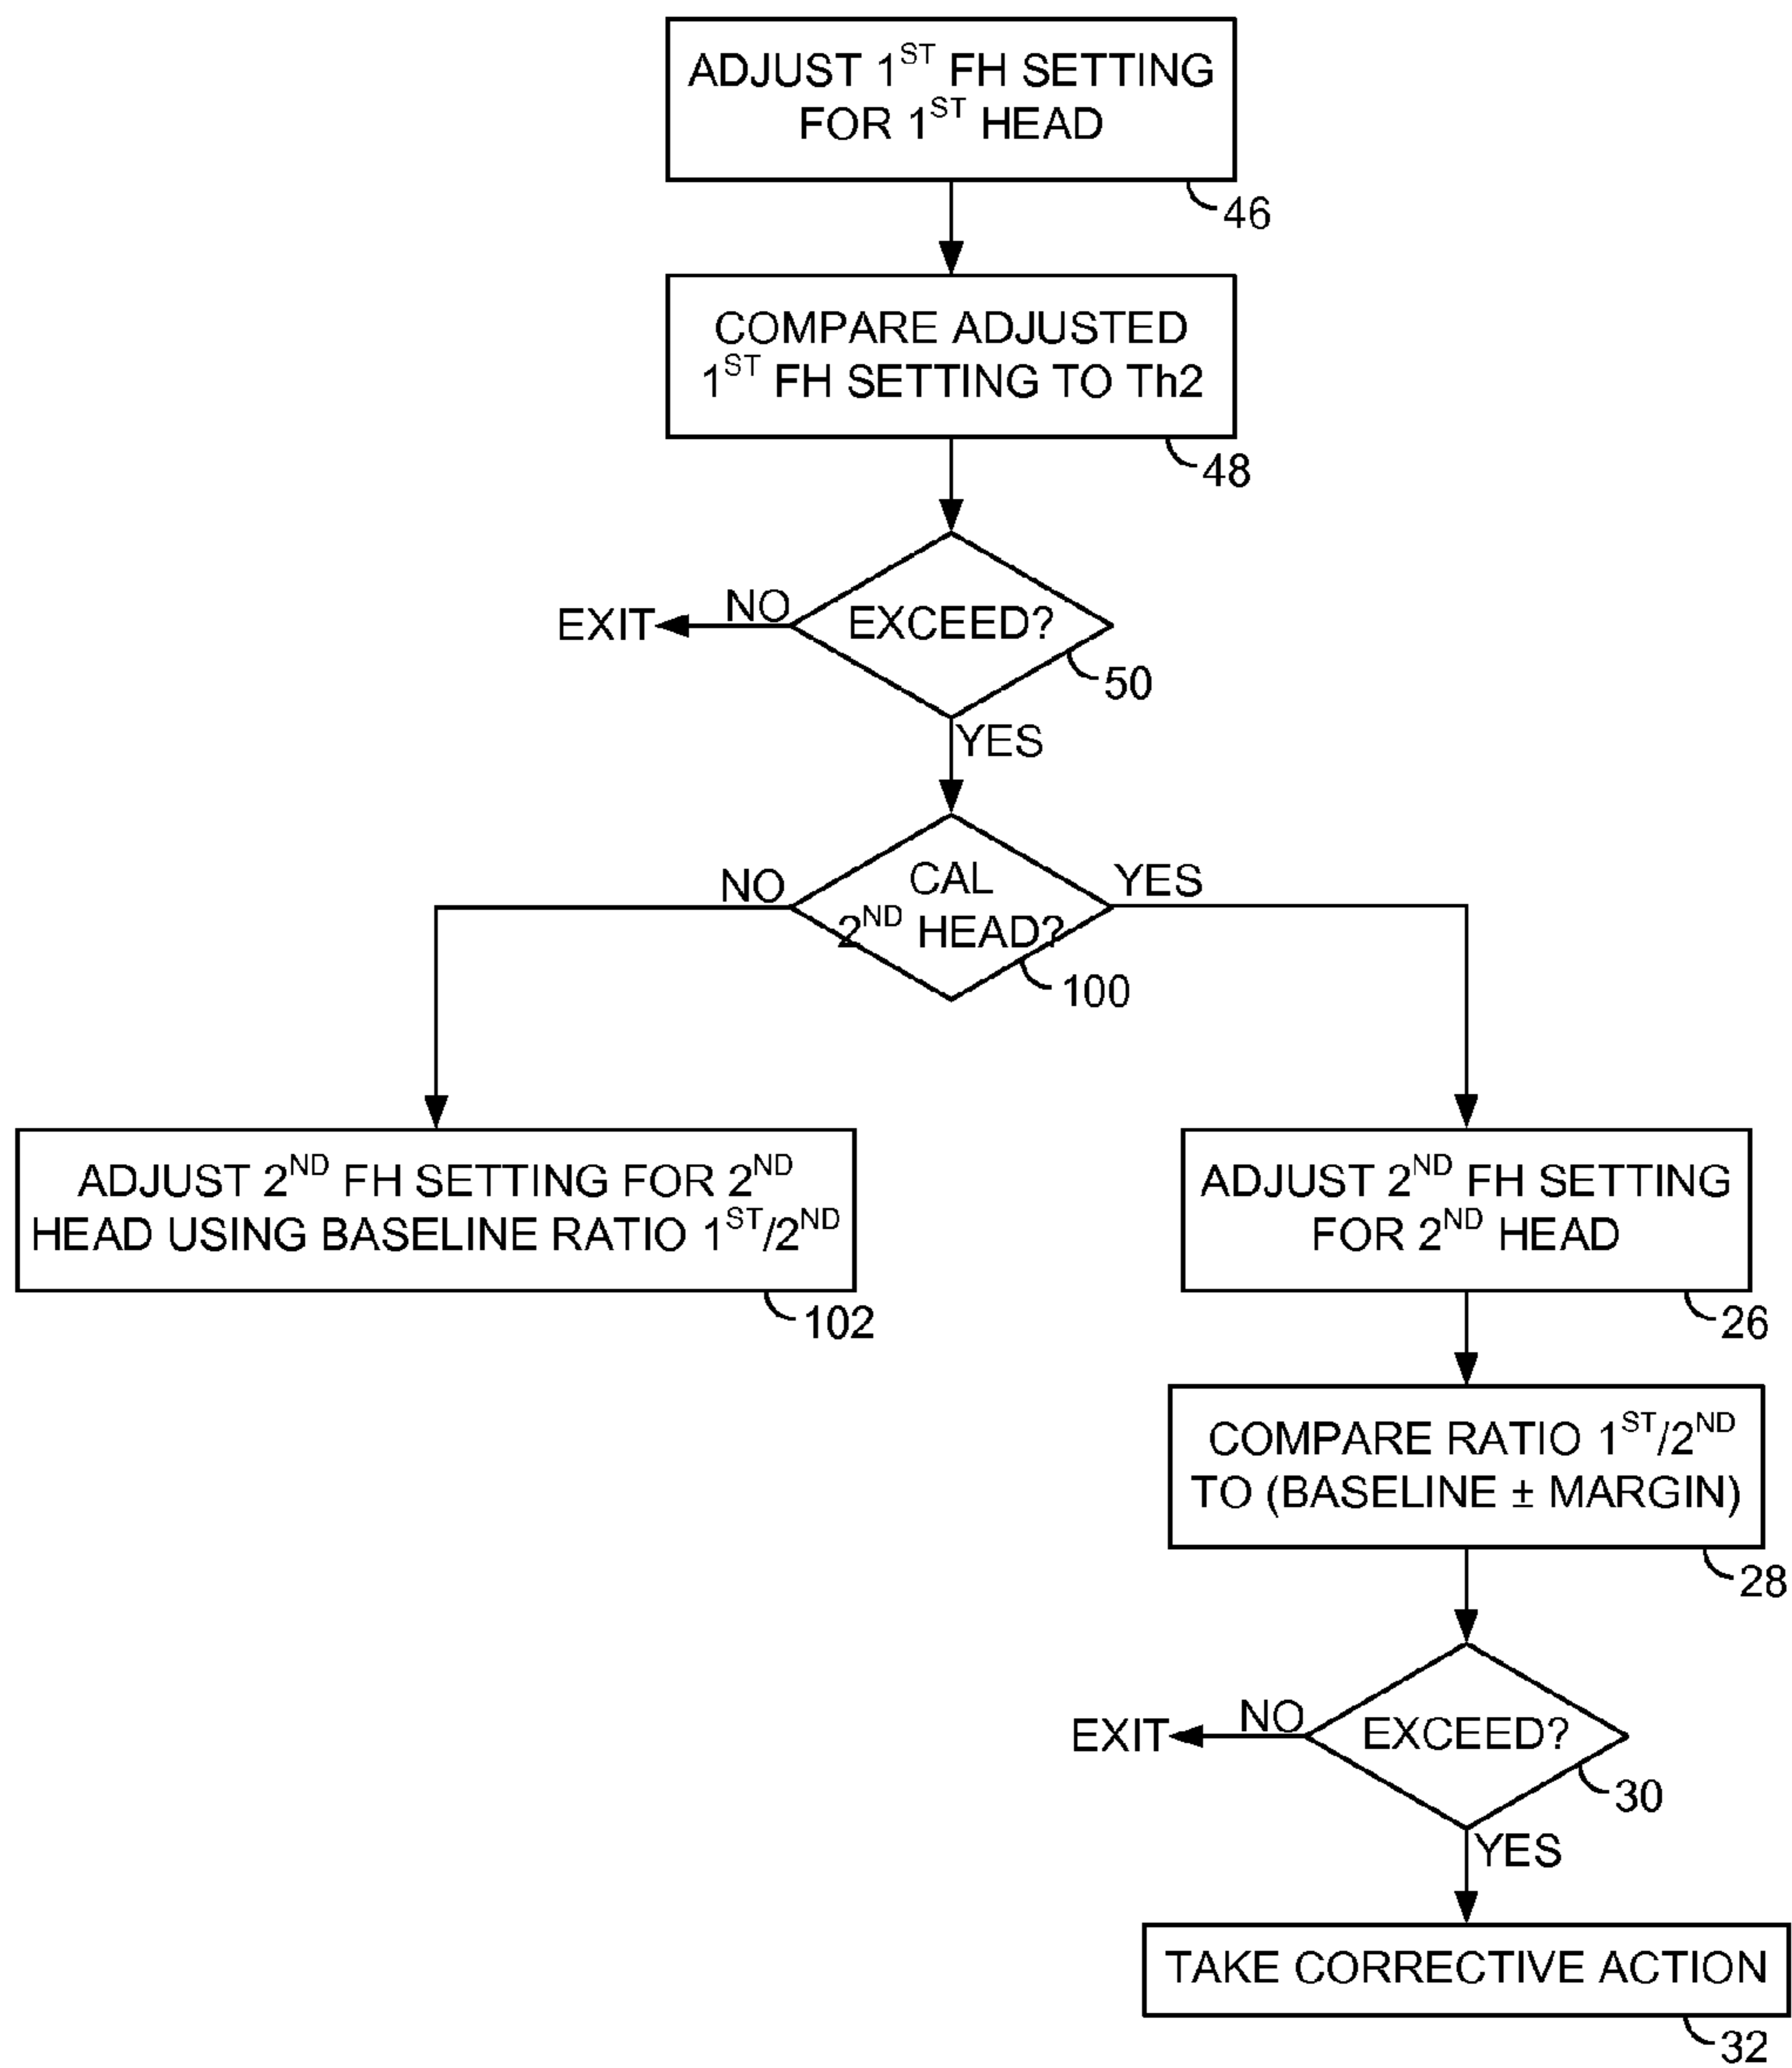 ADJUST 1ST FH SETTING
FOR 1ST HEAD
46
COMPARE ADJUSTED
1ST FH SETTING TO Th2
48
EXIT
NO
EXCEED?
50
YES
NO
CAL
2ND HEAD?
YES
100
ADJUST 2ND FH SETTING FOR 2ND
HEAD USING BASELINE RATIO 1ST/2ND
102
ADJUST 2ND FH SETTING
FOR 2ND HEAD
26
COMPARE RATIO 1ST/2ND
TO (BASELINE ± MARGIN)
28
EXIT
NO
EXCEED?
30
YES
TAKE CORRECTIVE ACTION
32